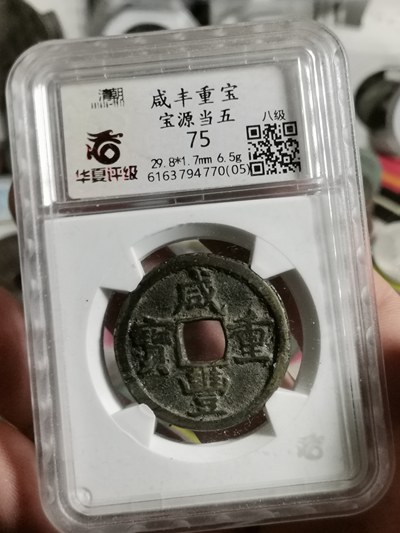 清朝
咸丰重宝
宝源当五
八级
75
华夏评级
29.8*1.7mm 6.5g
6163794770(05)
咸
豐
重
寶